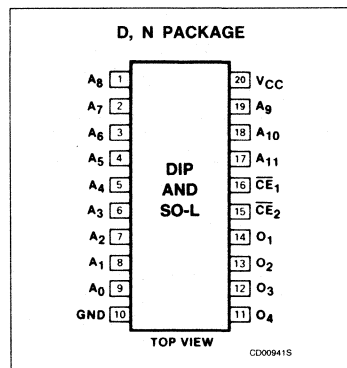 D, N PACKAGE
A8 1 20 VCC
A7 2 19 A9
A6 3 18 A10
A5 4 17 A11
A4 5 16 C̅E̅1
A3 6 15 C̅E̅2
A2 7 14 O1
A1 8 13 O2
A0 9 12 O3
GND 10 11 O4
DIP
AND
SO-L
TOP VIEW
CD00941S